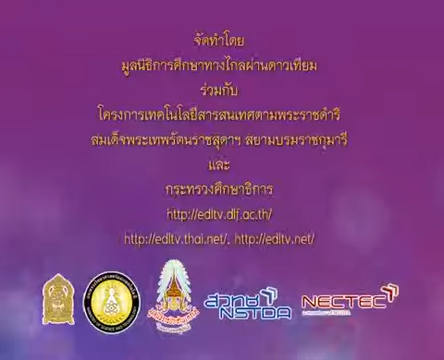 จัดทำโดย
มูลนิธิการศึกษาทางไกลผ่านดาวเทียม
ร่วมกับ
โครงการเทคโนโลยีสารสนเทศตามพระราชดำริ
สมเด็จพระเทพรัตนราชสุดาฯ สยามบรมราชกุมารี
และ
กระทรวงศึกษาธิการ
http://edltv.dlf.ac.th/
http://edltv.thai.net/, http://edltv.net/
สวทช
NSTDA
NECTEC